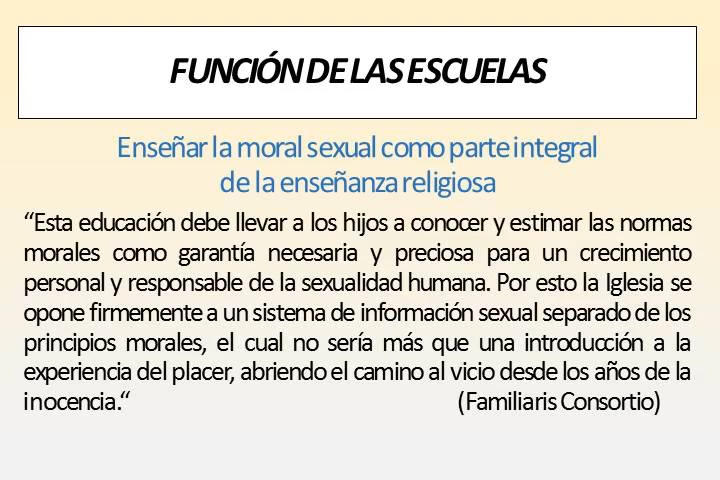 FUNCIÓN DE LAS ESCUELAS
Enseñar la moral sexual como parte integral
de la enseñanza religiosa
“Esta educación debe llevar a los hijos a conocer y estimar las normas
morales como garantía necesaria y preciosa para un crecimiento
personal y responsable de la sexualidad humana. Por esto la Iglesia se
opone firmemente a un sistema de información sexual separado de los
principios morales, el cual no sería más que una introducción a la
experiencia del placer, abriendo el camino al vicio desde los años de la
inocencia.“ (Familiaris Consortio)